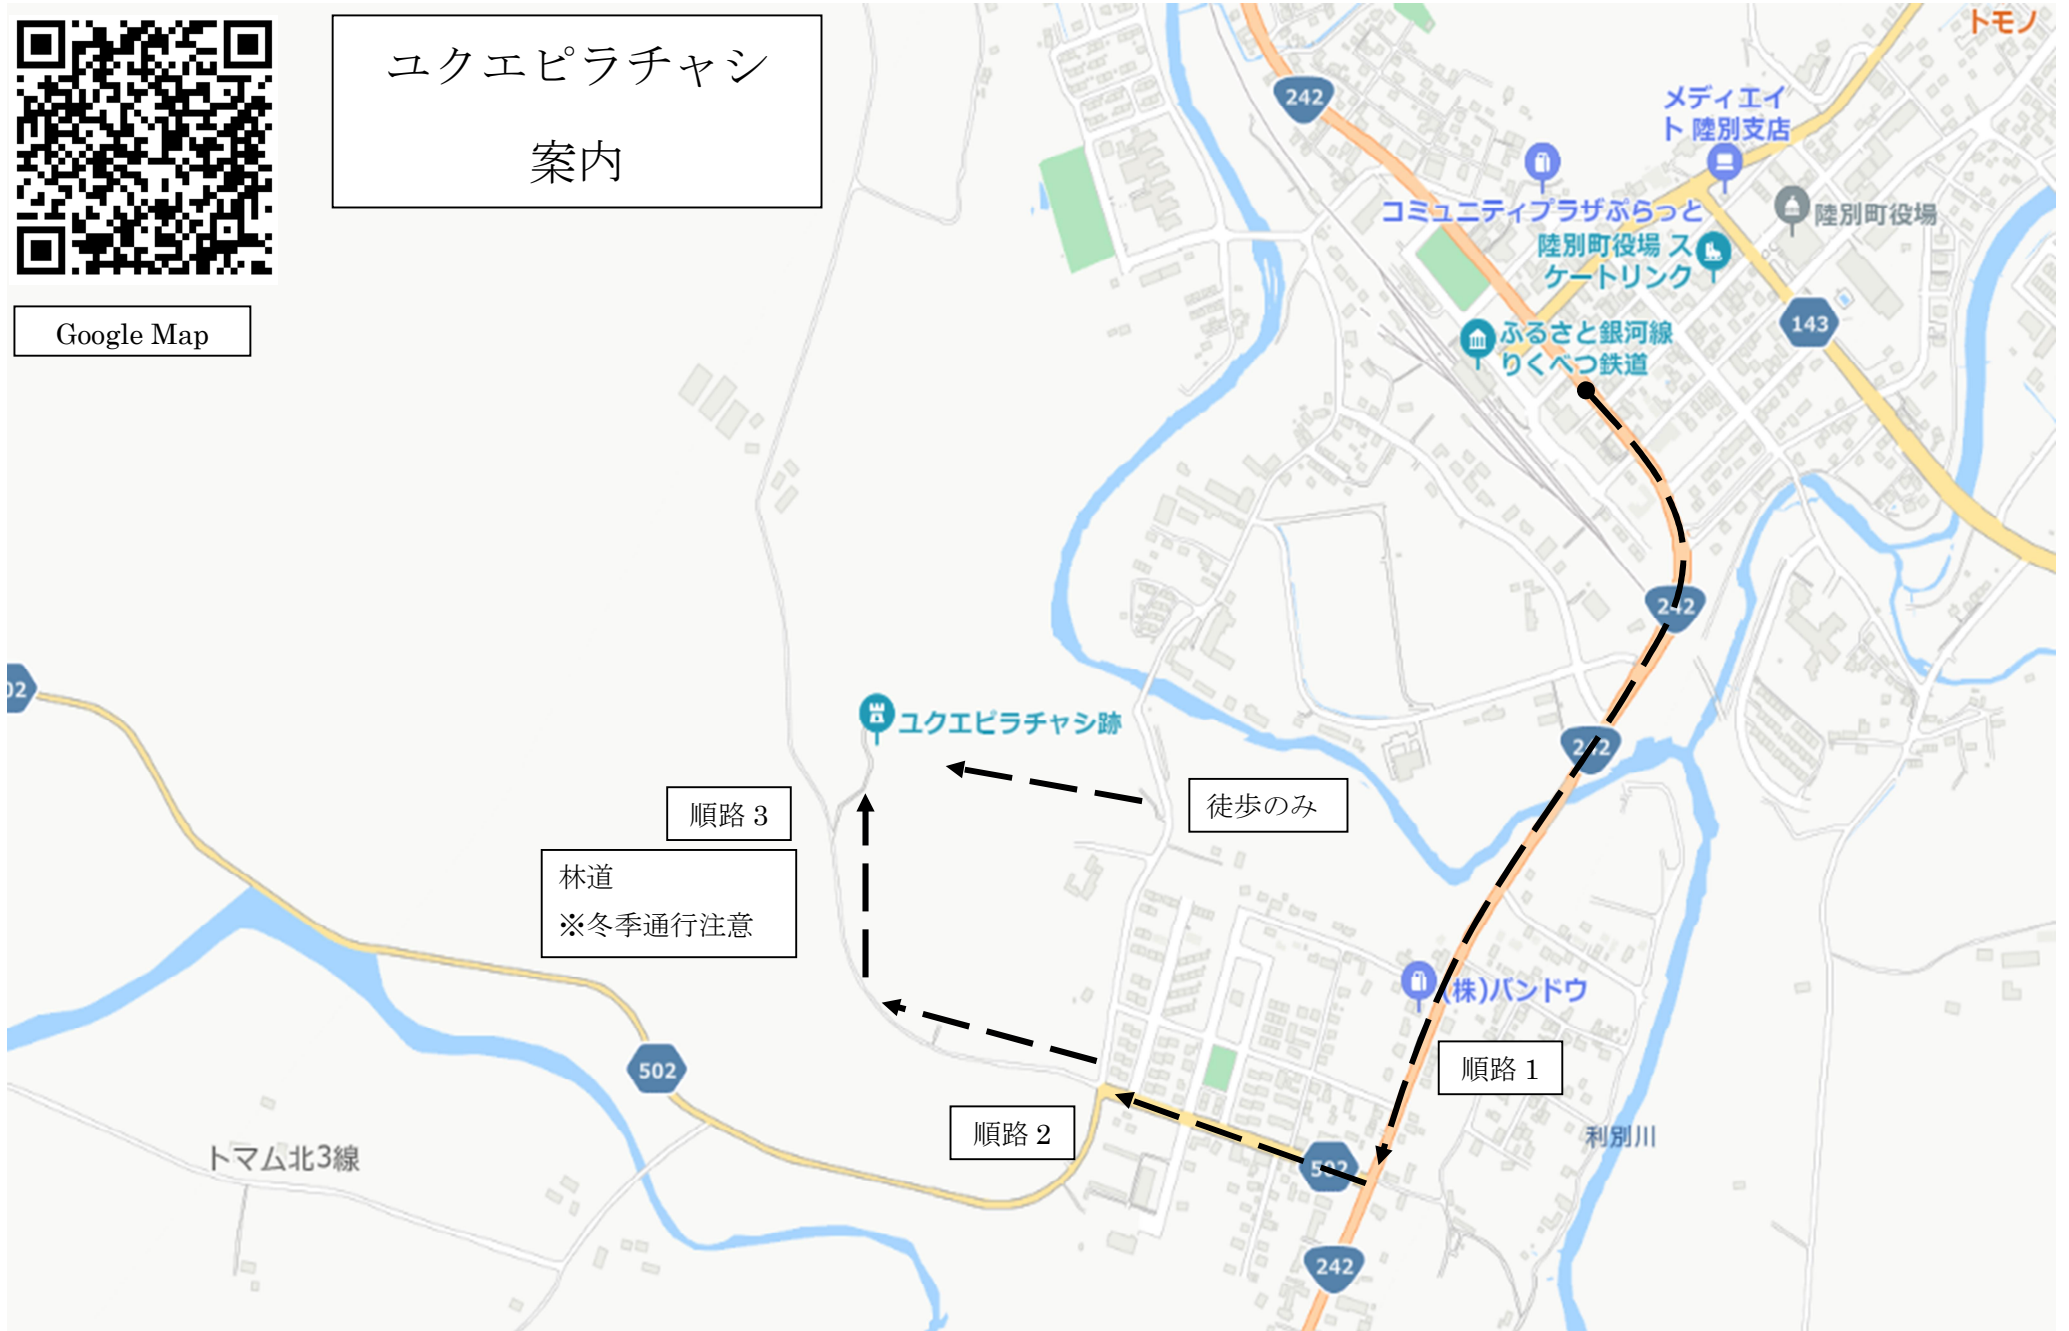 ユクエピラチャシ
案内
Google Map
トモノ
242
メディエイ
ト 陸別支店
コミュニティプラザぷらっと
陸別町役場
陸別町役場 ス
ケートリンク
143
ふるさと銀河線
りくべつ鉄道
242
02
ユクエピラチャシ跡
242
順路 3
徒歩のみ
林道
※冬季通行注意
(株)バンドウ
502
順路 1
順路 2
利別川
トマム北3線
502
242